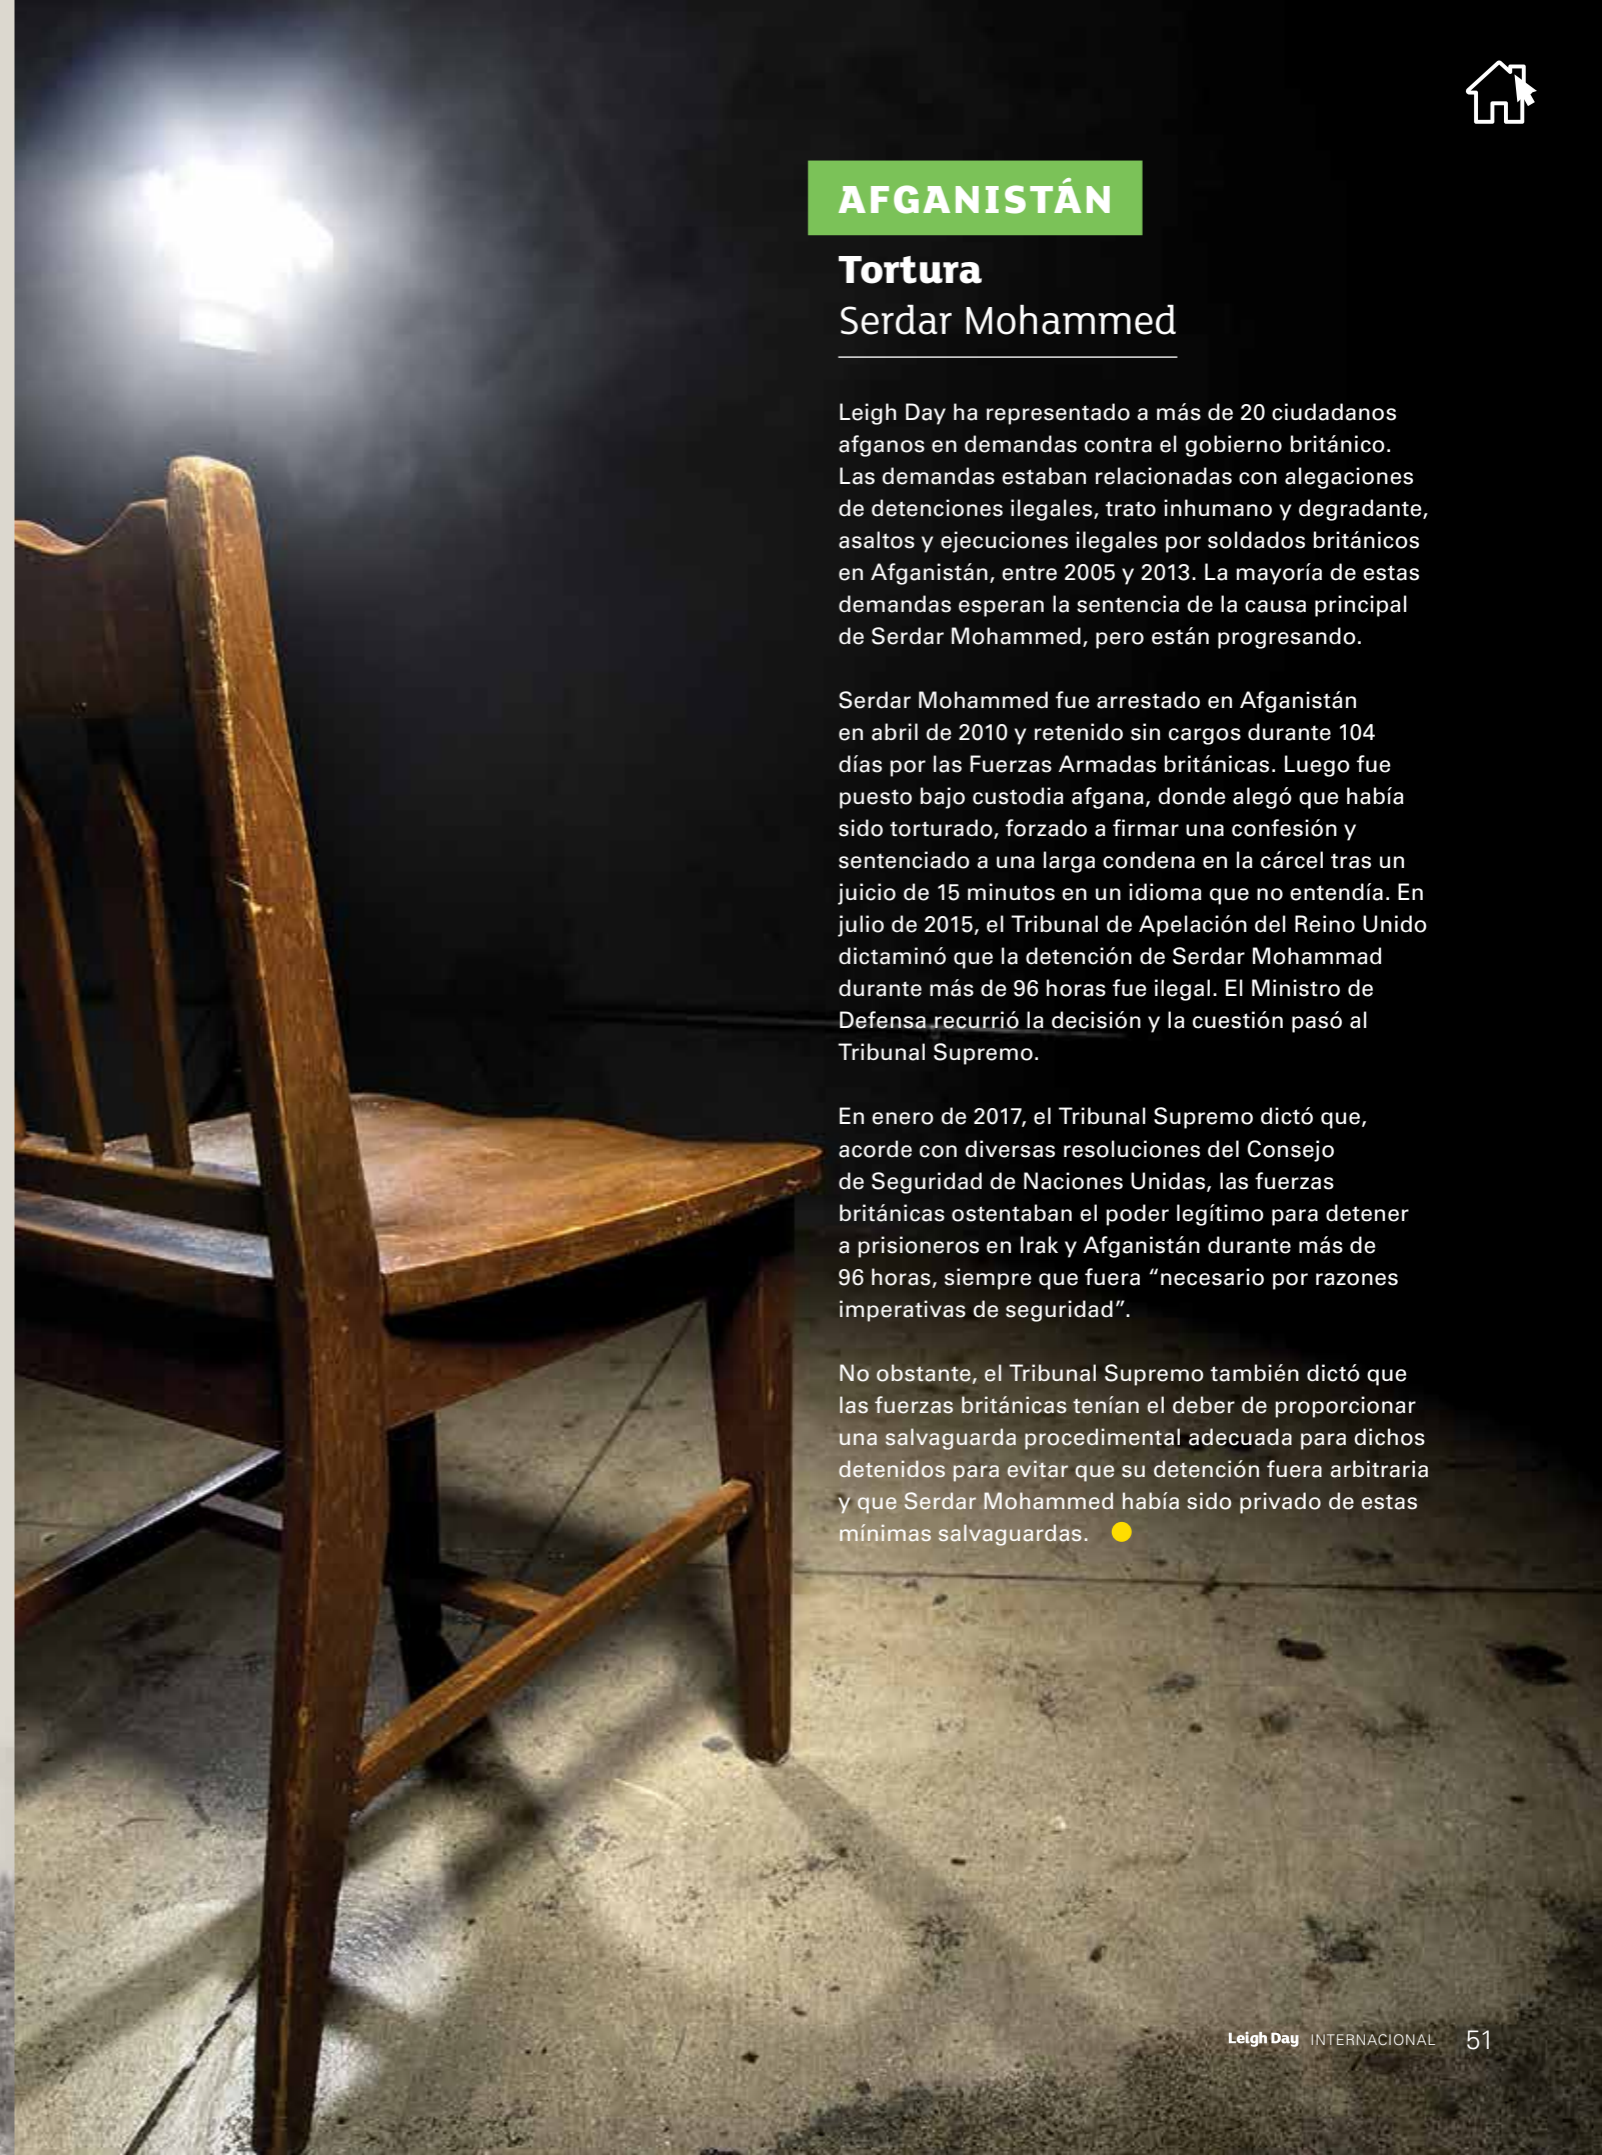 AFGANISTÁN
Tortura
Serdar Mohammed
Leigh Day ha representado a más de 20 ciudadanos
afganos en demandas contra el gobierno británico.
Las demandas estaban relacionadas con alegaciones
de detenciones ilegales, trato inhumano y degradante,
asaltos y ejecuciones ilegales por soldados británicos
en Afganistán, entre 2005 y 2013. La mayoría de estas
demandas esperan la sentencia de la causa principal
de Serdar Mohammed, pero están progresando.
Serdar Mohammed fue arrestado en Afganistán
en abril de 2010 y retenido sin cargos durante 104
días por las Fuerzas Armadas británicas. Luego fue
puesto bajo custodia afgana, donde alegó que había
sido torturado, forzado a firmar una confesión y
sentenciado a una larga condena en la cárcel tras un
juicio de 15 minutos en un idioma que no entendía. En
julio de 2015, el Tribunal de Apelación del Reino Unido
dictaminó que la detención de Serdar Mohammad
durante más de 96 horas fue ilegal. El Ministro de
Defensa recurrió la decisión y la cuestión pasó al
Tribunal Supremo.
En enero de 2017, el Tribunal Supremo dictó que,
acorde con diversas resoluciones del Consejo
de Seguridad de Naciones Unidas, las fuerzas
británicas ostentaban el poder legítimo para detener
a prisioneros en Irak y Afganistán durante más de
96 horas, siempre que fuera “necesario por razones
imperativas de seguridad”.
No obstante, el Tribunal Supremo también dictó que
las fuerzas británicas tenían el deber de proporcionar
una salvaguarda procedimental adecuada para dichos
detenidos para evitar que su detención fuera arbitraria
y que Serdar Mohammed había sido privado de estas
mínimas salvaguardas.
Leigh Day INTERNACIONAL 51